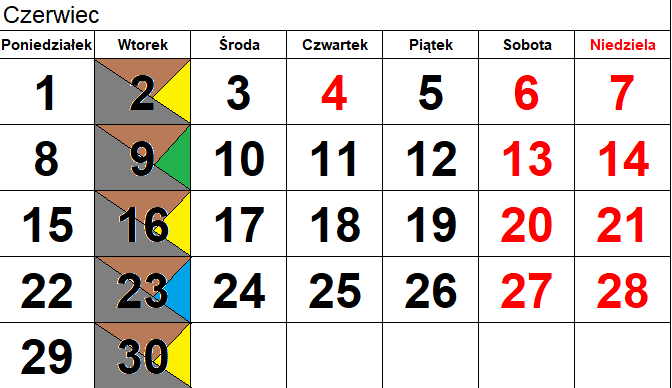 Czerwiec
Poniedziałek Wtorek Środa Czwartek Piątek Sobota Niedziela
1 2 3 4 5 6 7
8 9 10 11 12 13 14
15 16 17 18 19 20 21
22 23 24 25 26 27 28
29 30